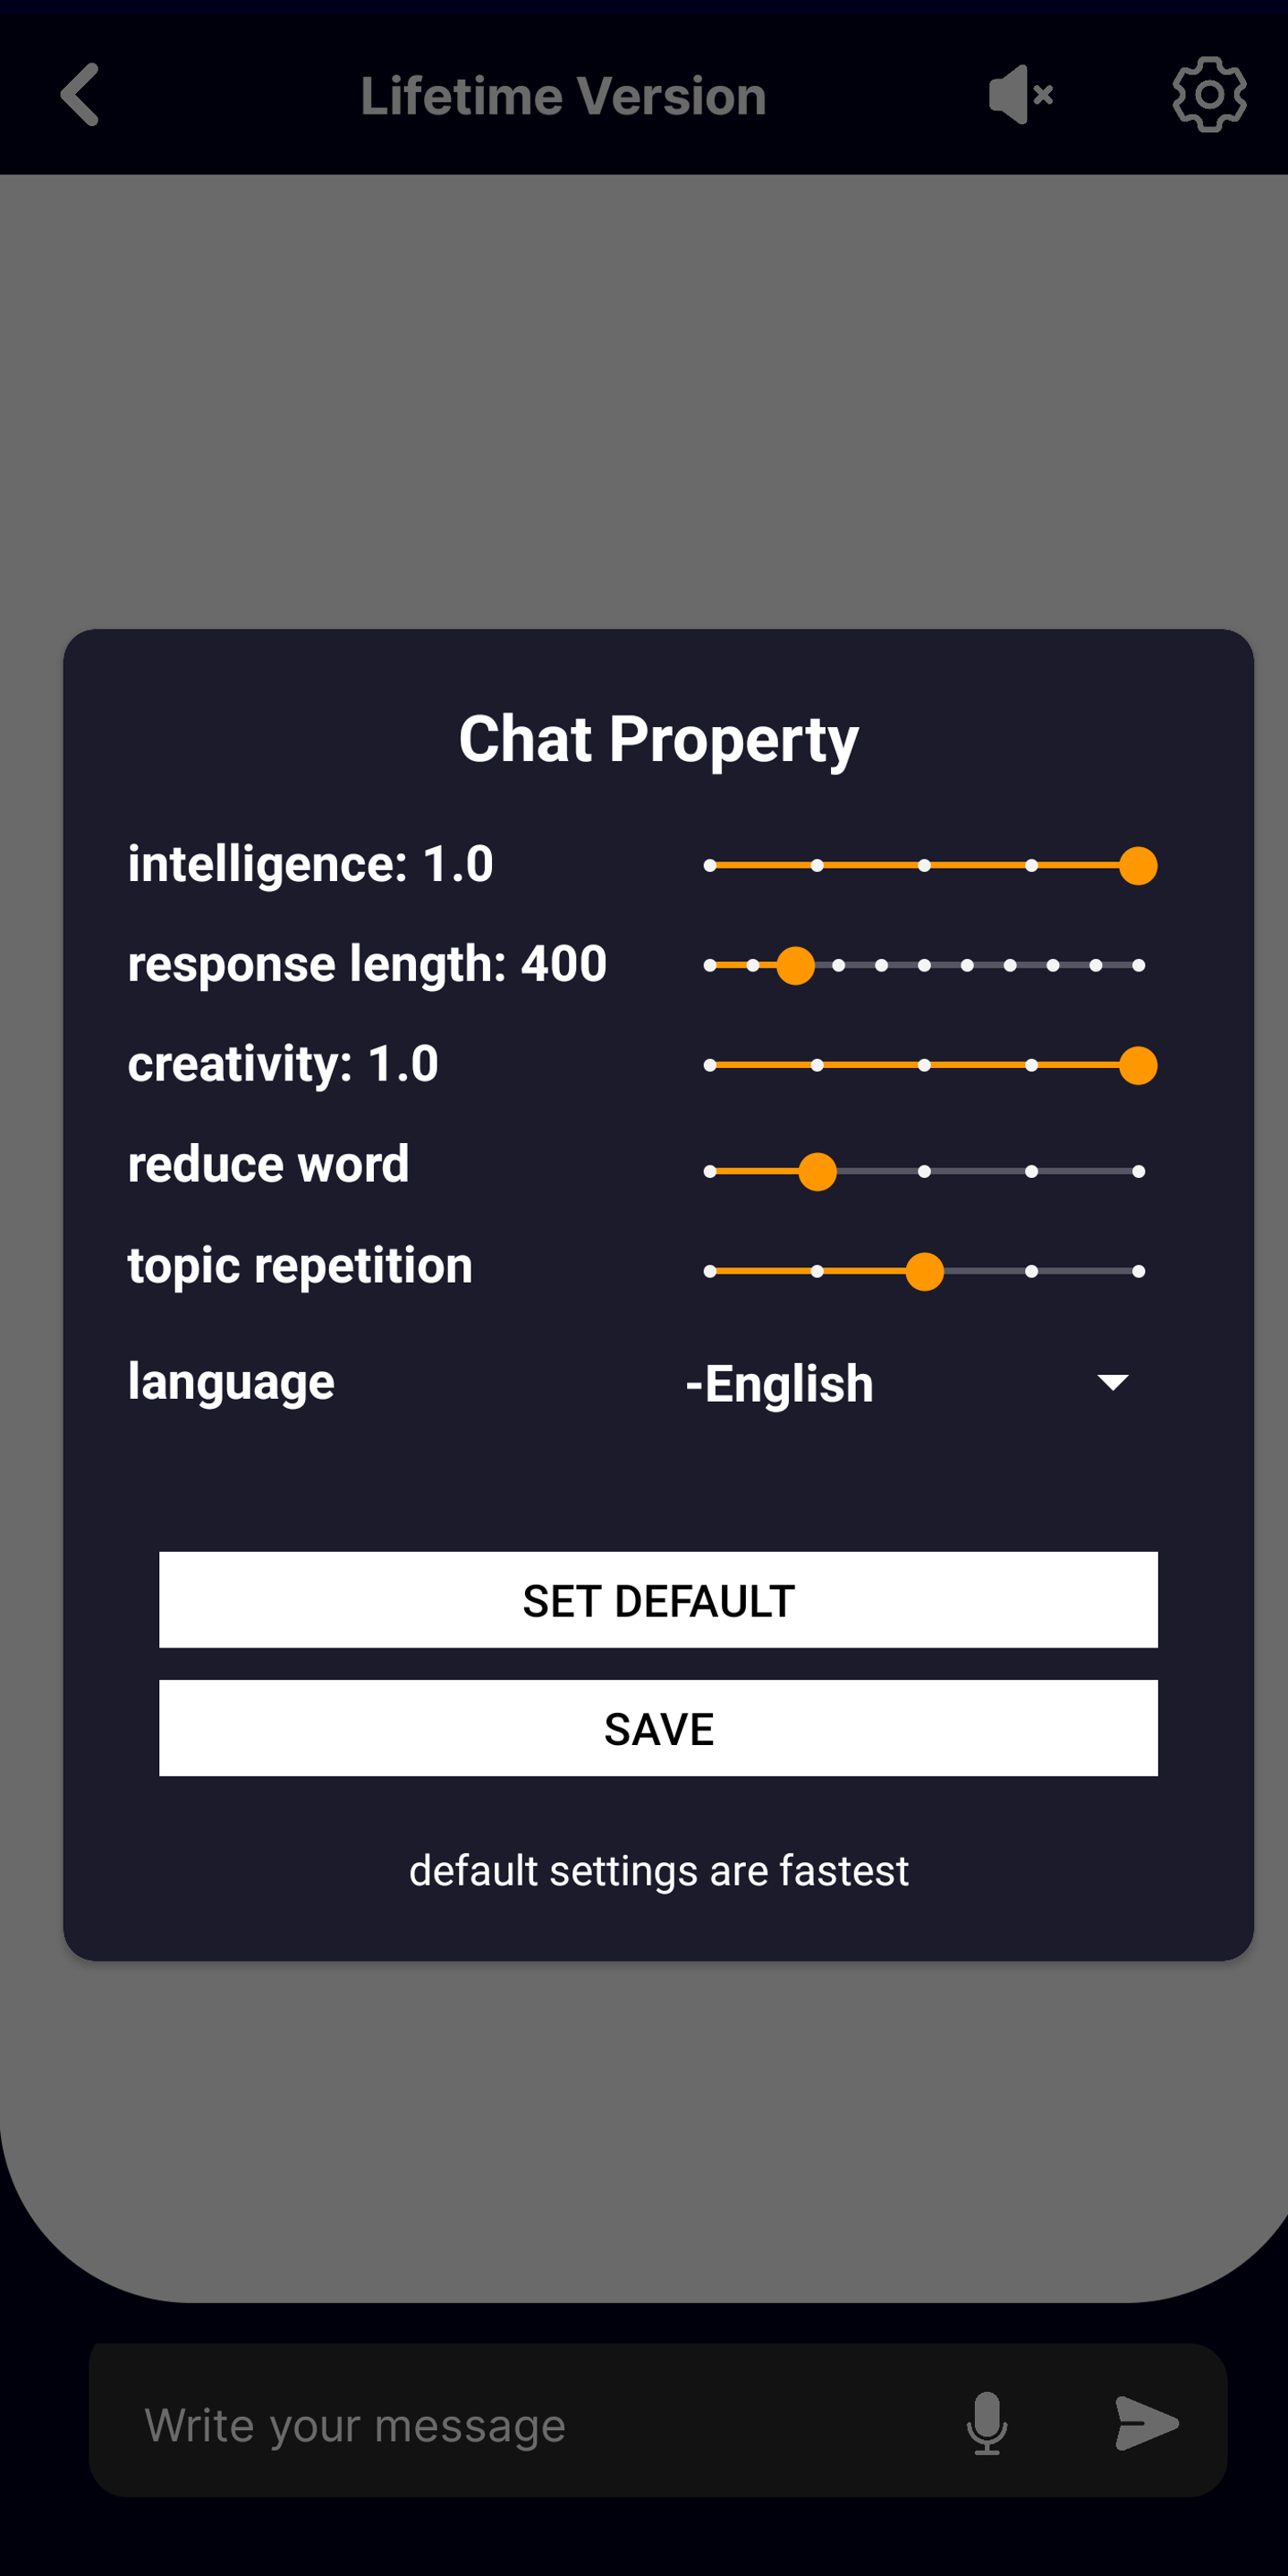 Lifetime Version
Chat Property
intelligence: 1.0
response length: 400
creativity: 1.0
reduce word
topic repetition
language -English
SET DEFAULT
SAVE
default settings are fastest
Write your message